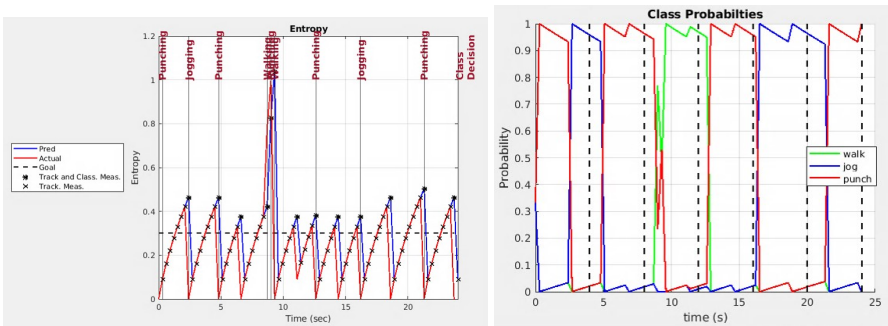 Entropy
Punching
Jogging
Punching
Walking
Walking
Punching
Jogging
Punching
Class
Decision
1.2
1
0.8
0.6
0.4
0.2
0
Entropy
0
5
10
15
20
Time (sec)
Pred
Actual
Goal
Track and Class. Meas.
Track. Meas.
Class Probabilties
1
0.9
0.8
0.7
0.6
0.5
0.4
0.3
0.2
0.1
0
Probability
0
5
10
15
20
25
time (s)
walk
jog
punch